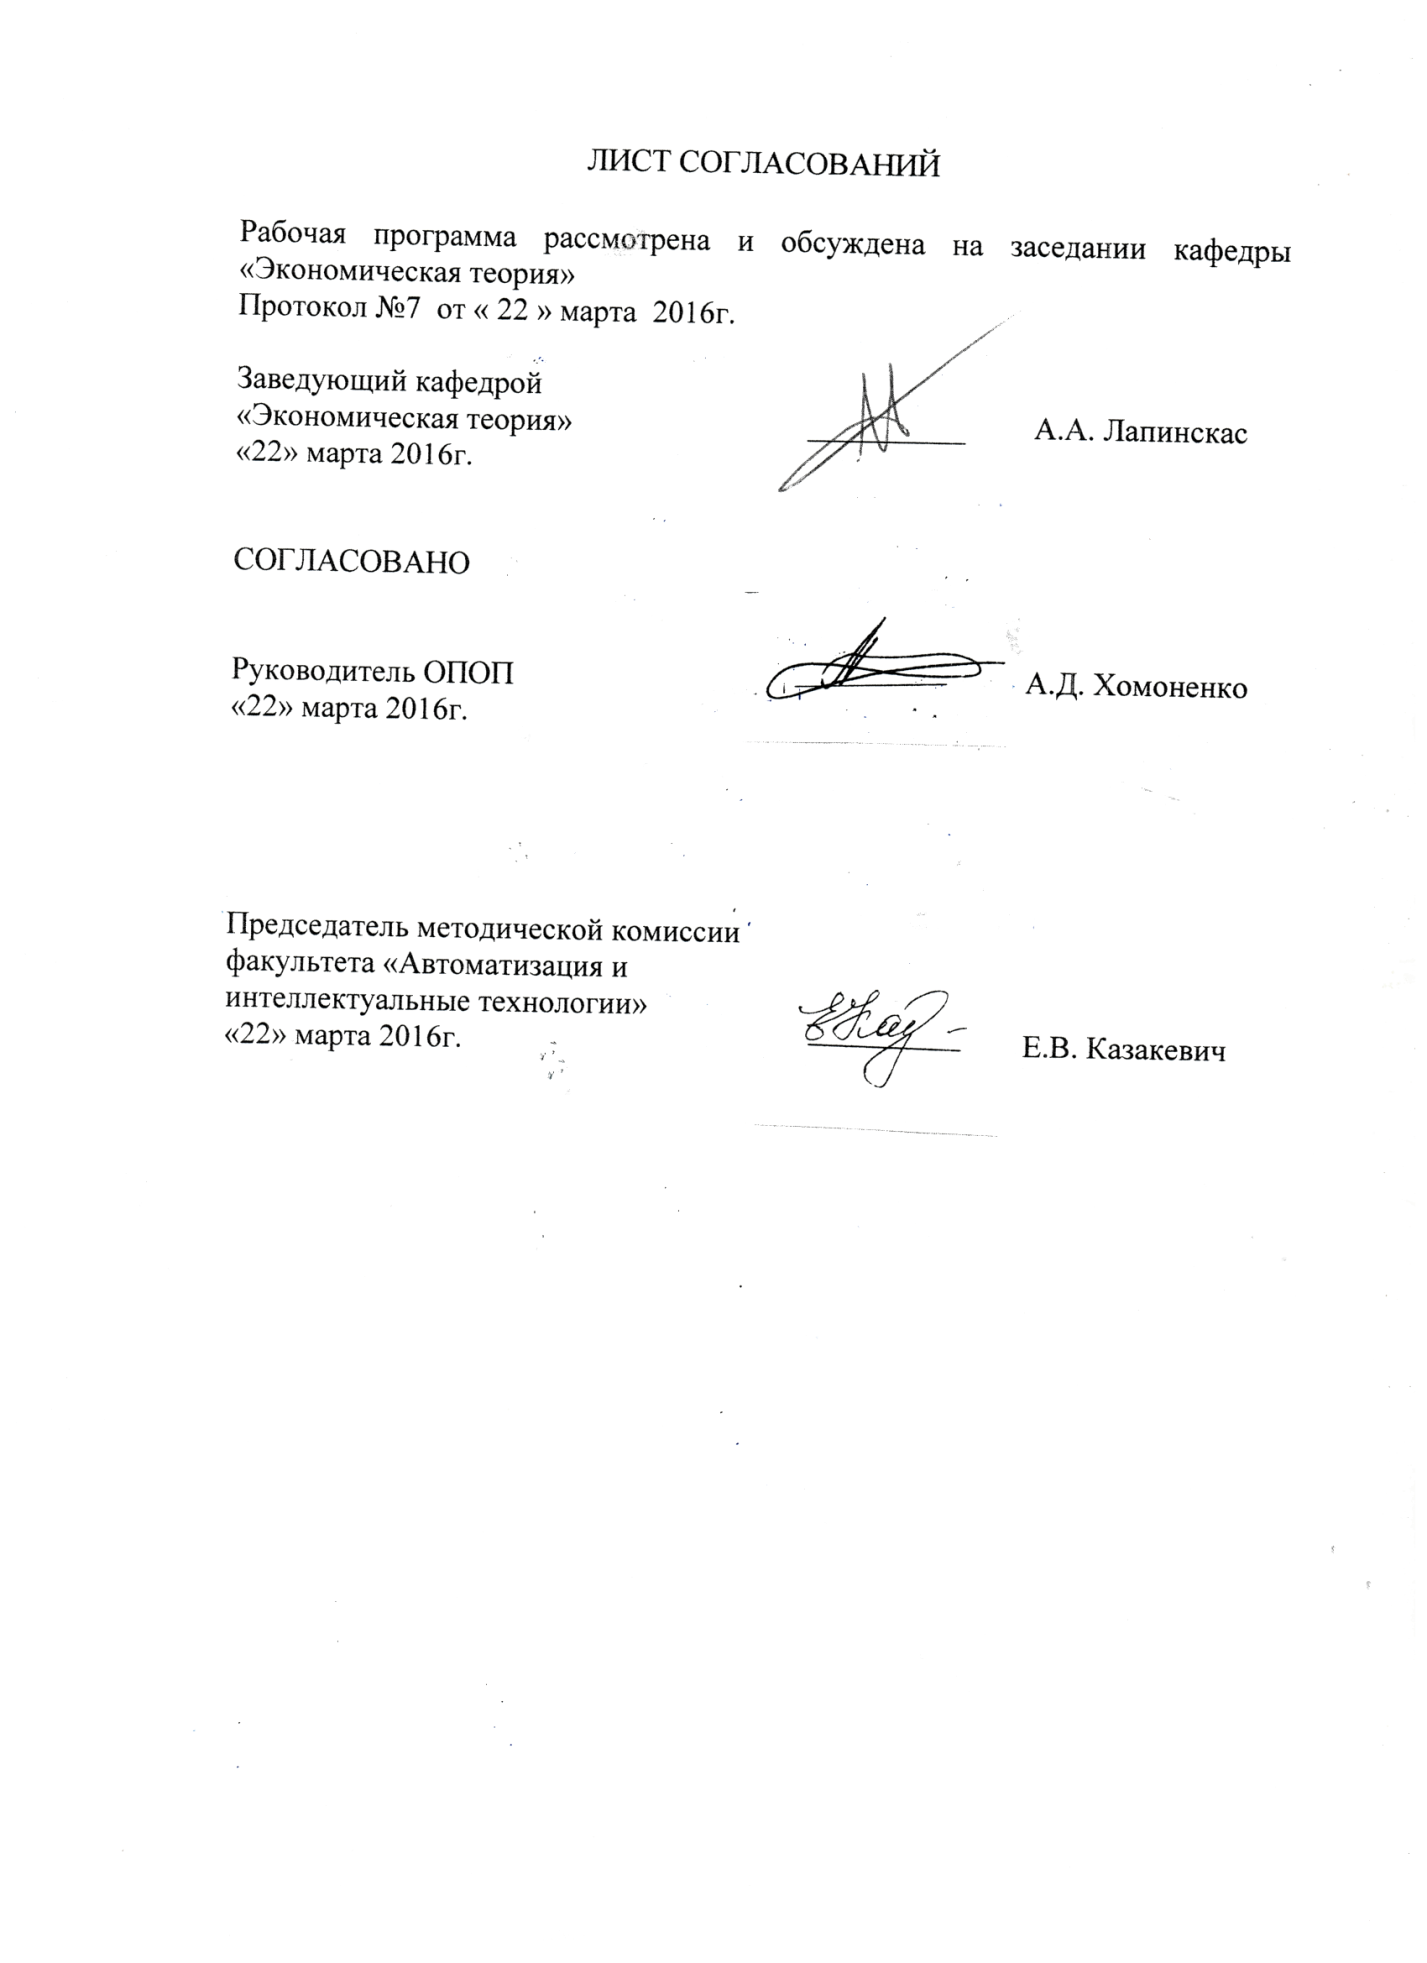 ЛИСТ СОГЛАСОВАНИЙ
Рабочая программа рассмотрена и обсуждена на заседании кафедры
«Экономическая теория»
Протокол №7 от « 22 » марта 2016г.
Заведующий кафедрой
«Экономическая теория»
«22» марта 2016г.
А.А. Лапинскас
СОГЛАСОВАНО
Руководитель ОПОП
«22» марта 2016г.
А.Д. Хомоненко
Председатель методической комиссии
факультета «Автоматизация и
интеллектуальные технологии»
«22» марта 2016г.
Е.В. Казакевич